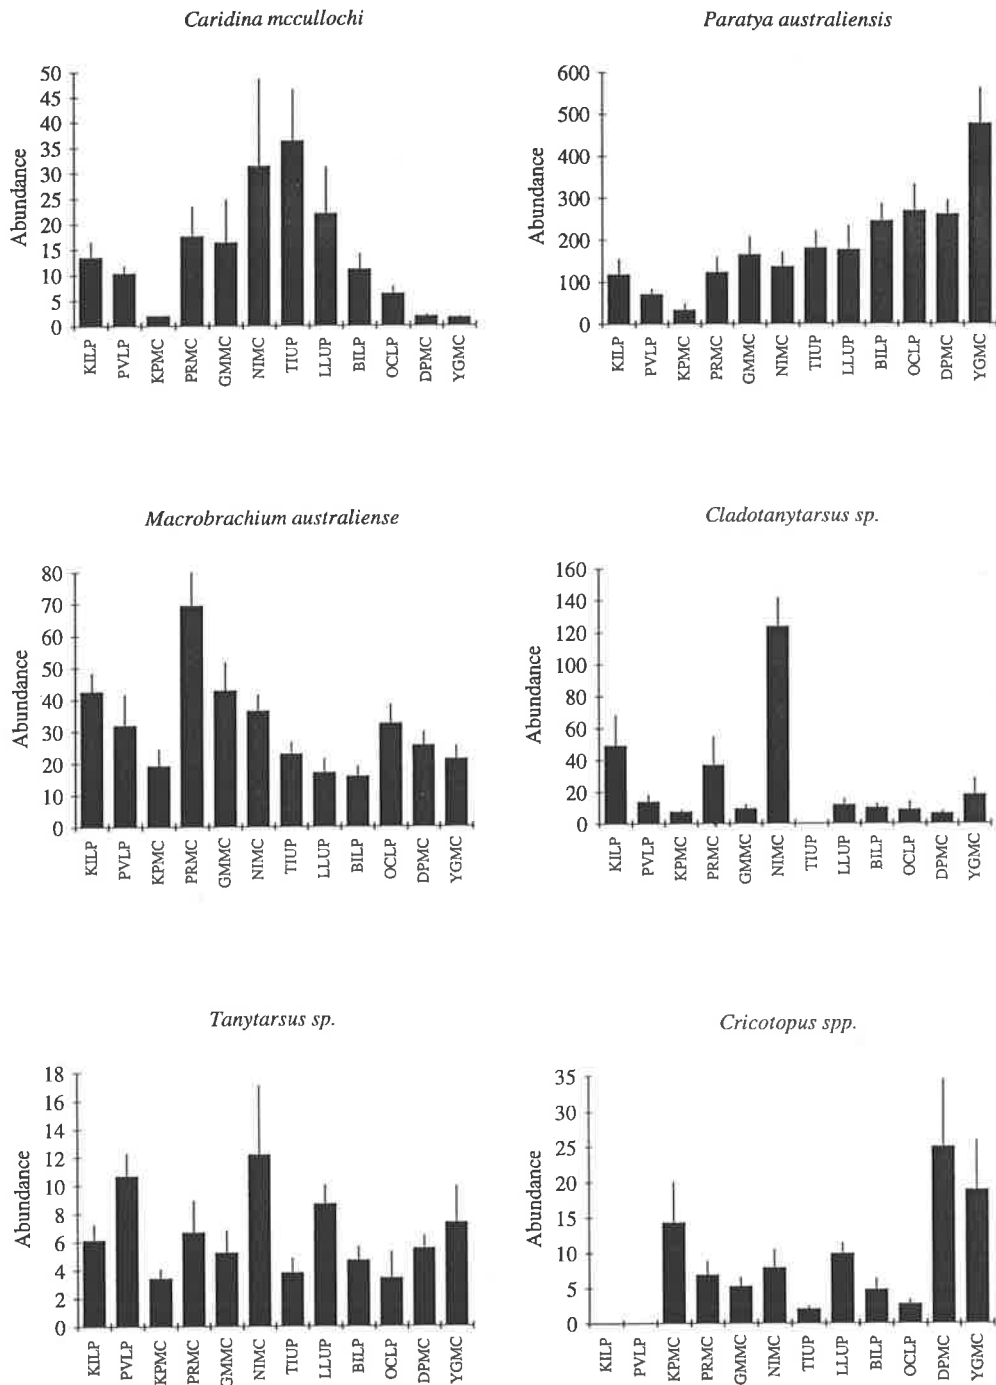 Caridina mccullochi
Abundance
50
45
40
35
30
25
20
15
10
5
0
KILP
PVLP
KPMC
PRMC
GMMC
NIMC
TIUP
LLUP
BILP
OCLP
DPMC
YGMC
Paratya australiensis
Abundance
600
500
400
300
200
100
0
KILP
PVLP
KPMC
PRMC
GMMC
NIMC
TIUP
LLUP
BILP
OCLP
DPMC
YGMC
Macrobrachium australiense
Abundance
80
70
60
50
40
30
20
10
0
KILP
PVLP
KPMC
PRMC
GMMC
NIMC
TIUP
LLUP
BILP
OCLP
DPMC
YGMC
Cladotanytarsus sp.
Abundance
160
140
120
100
80
60
40
20
0
KILP
PVLP
KPMC
PRMC
GMMC
NIMC
TIUP
LLUP
BILP
OCLP
DPMC
YGMC
Tanytarsus sp.
Abundance
18
16
14
12
10
8
6
4
2
0
KILP
PVLP
KPMC
PRMC
GMMC
NIMC
TIUP
LLUP
BILP
OCLP
DPMC
YGMC
Cricotopus spp.
Abundance
35
30
25
20
15
10
5
0
KILP
PVLP
KPMC
PRMC
GMMC
NIMC
TIUP
LLUP
BILP
OCLP
DPMC
YGMC